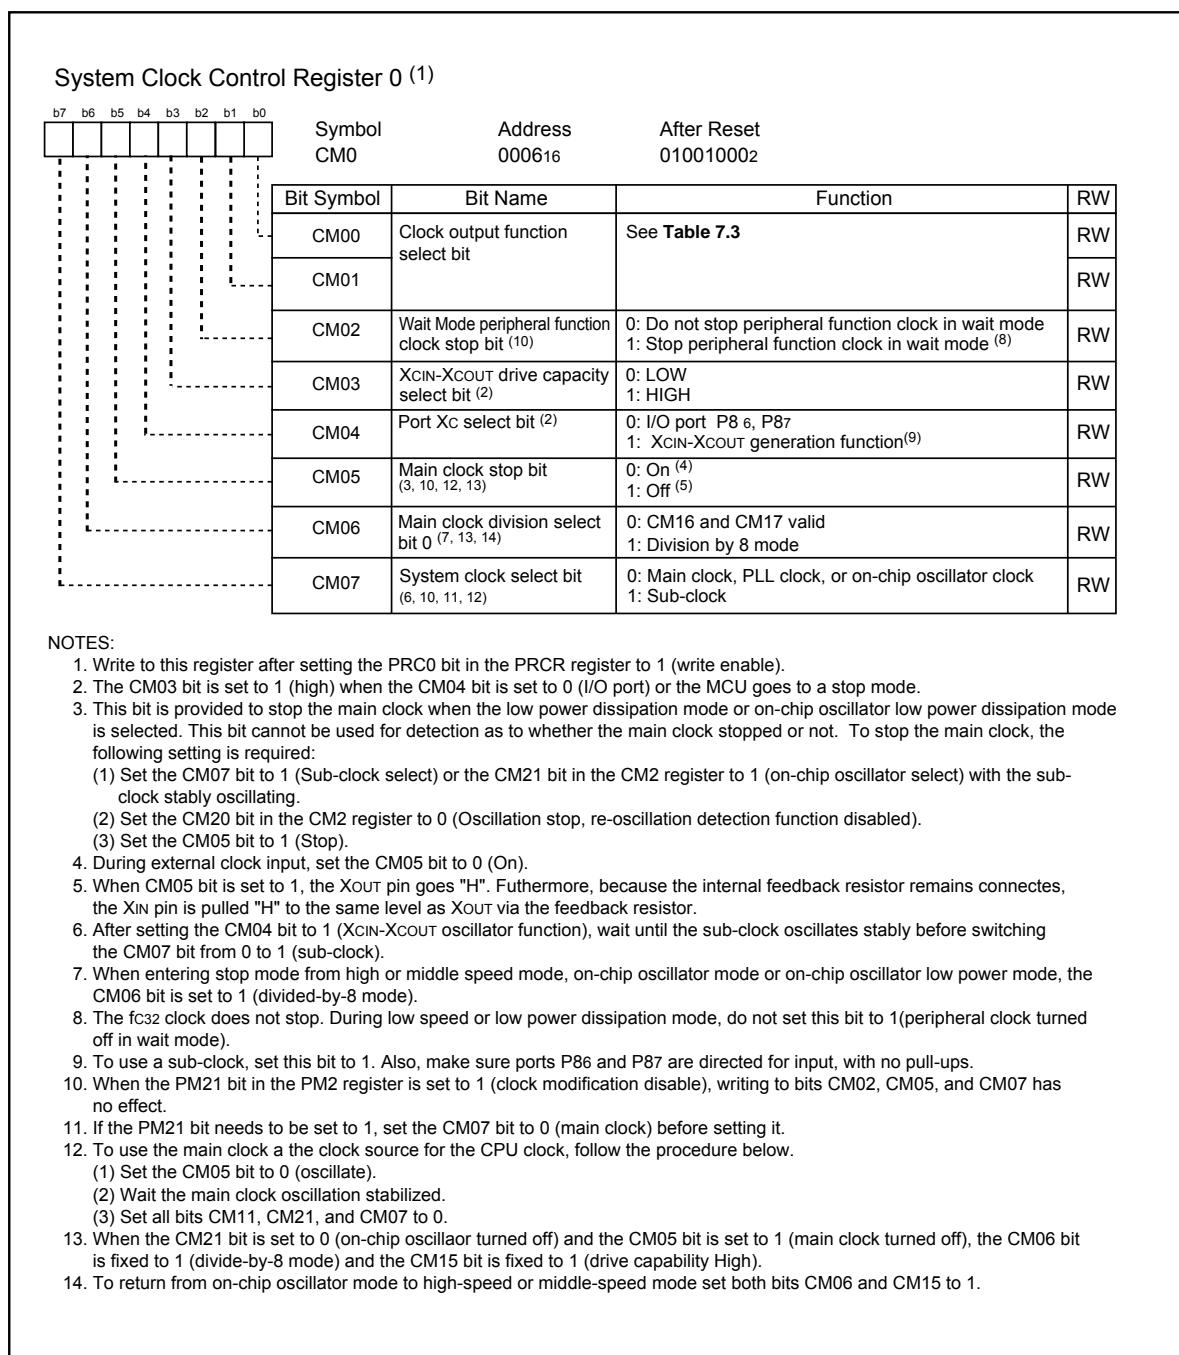 System Clock Control Register 0 (1)
b7 b6 b5 b4 b3 b2 b1 b0
Symbol Address After Reset
CM0 000616 010010002
Bit Symbol Bit Name Function RW
CM00 Clock output function select bit See Table 7.3 RW
CM01 RW
CM02 Wait Mode peripheral function 0: Do not stop peripheral function clock in wait mode RW
clock stop bit (10) 1: Stop peripheral function clock in wait mode (8)
CM03 XCIN-XCOUT drive capacity 0: LOW RW
select bit (2) 1: HIGH
CM04 Port XC select bit (2) 0: I/O port P8 6, P87 RW
1: XCIN-XCOUT generation function(9)
CM05 Main clock stop bit 0: On (4) RW
(3, 10, 12, 13) 1: Off (5)
CM06 Main clock division select 0: CM16 and CM17 valid RW
bit 0 (7, 13, 14) 1: Division by 8 mode
CM07 System clock select bit 0: Main clock, PLL clock, or on-chip oscillator clock RW
(6, 10, 11, 12) 1: Sub-clock
NOTES:
1. Write to this register after setting the PRC0 bit in the PRCR register to 1 (write enable).
2. The CM03 bit is set to 1 (high) when the CM04 bit is set to 0 (I/O port) or the MCU goes to a stop mode.
3. This bit is provided to stop the main clock when the low power dissipation mode or on-chip oscillator low power dissipation mode
is selected. This bit cannot be used for detection as to whether the main clock stopped or not. To stop the main clock, the
following setting is required:
(1) Set the CM07 bit to 1 (Sub-clock select) or the CM21 bit in the CM2 register to 1 (on-chip oscillator select) with the sub-
clock stably oscillating.
(2) Set the CM20 bit in the CM2 register to 0 (Oscillation stop, re-oscillation detection function disabled).
(3) Set the CM05 bit to 1 (Stop).
4. During external clock input, set the CM05 bit to 0 (On).
5. When CM05 bit is set to 1, the XOUT pin goes "H". Futhermore, because the internal feedback resistor remains connectes,
the XIN pin is pulled "H" to the same level as XOUT via the feedback resistor.
6. After setting the CM04 bit to 1 (XCIN-XCOUT oscillator function), wait until the sub-clock oscillates stably before switching
the CM07 bit from 0 to 1 (sub-clock).
7. When entering stop mode from high or middle speed mode, on-chip oscillator mode or on-chip oscillator low power mode, the
CM06 bit is set to 1 (divided-by-8 mode).
8. The fC32 clock does not stop. During low speed or low power dissipation mode, do not set this bit to 1(peripheral clock turned
off in wait mode).
9. To use a sub-clock, set this bit to 1. Also, make sure ports P86 and P87 are directed for input, with no pull-ups.
10. When the PM21 bit in the PM2 register is set to 1 (clock modification disable), writing to bits CM02, CM05, and CM07 has
no effect.
11. If the PM21 bit needs to be set to 1, set the CM07 bit to 0 (main clock) before setting it.
12. To use the main clock a the clock source for the CPU clock, follow the procedure below.
(1) Set the CM05 bit to 0 (oscillate).
(2) Wait the main clock oscillation stabilized.
(3) Set all bits CM11, CM21, and CM07 to 0.
13. When the CM21 bit is set to 0 (on-chip oscillaor turned off) and the CM05 bit is set to 1 (main clock turned off), the CM06 bit
is fixed to 1 (divide-by-8 mode) and the CM15 bit is fixed to 1 (drive capability High).
14. To return from on-chip oscillator mode to high-speed or middle-speed mode set both bits CM06 and CM15 to 1.